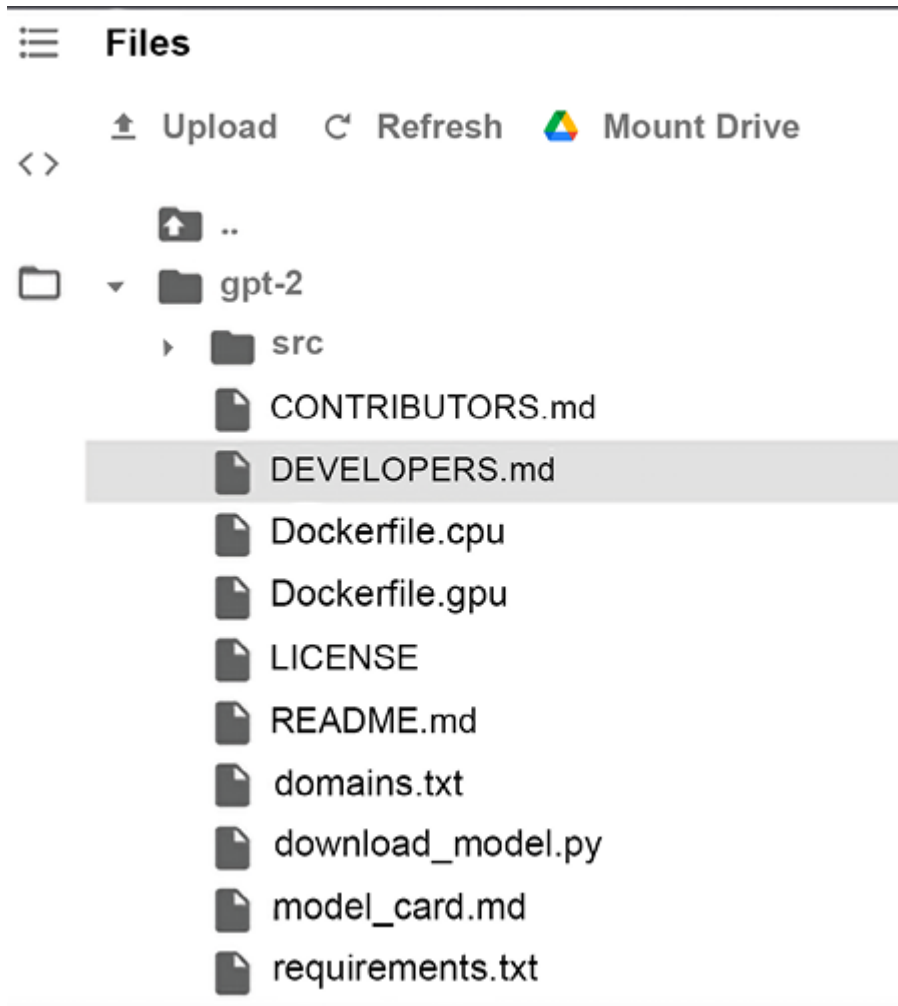 Files
Upload Refresh Mount Drive
..
gpt-2
src
CONTRIBUTORS.md
DEVELOPERS.md
Dockerfile.cpu
Dockerfile.gpu
LICENSE
README.md
domains.txt
download_model.py
model_card.md
requirements.txt